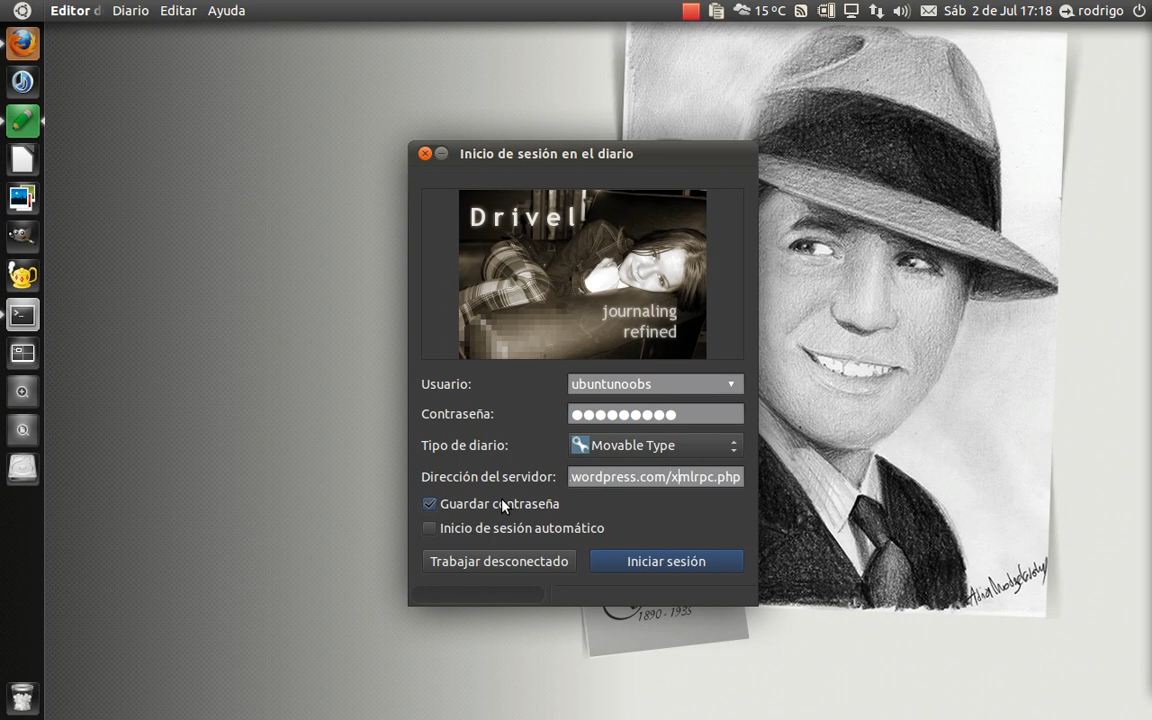 Editor d Diario Editar Ayuda 15 ºC Sáb 2 de Jul 17:18 rodrigo
Inicio de sesión en el diario
Drivel
journaling
refined
Usuario: ubuntunoobs
Contraseña: ●●●●●●●●●
Tipo de diario: Movable Type
Dirección del servidor: .wordpress.com/xmlrpc.php
Guardar contraseña
Inicio de sesión automático
Trabajar desconectado Iniciar sesión
1890 - 1935